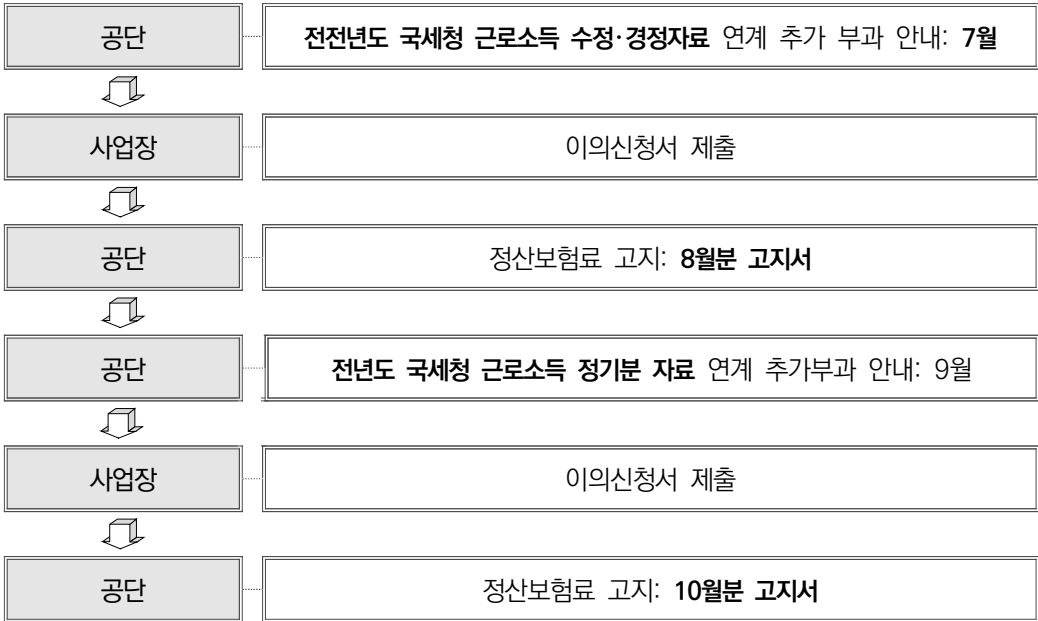 공단
전전년도 국세청 근로소득 수정·경정자료 연계 추가 부과 안내: 7월
사업장
이의신청서 제출
공단
정산보험료 고지: 8월분 고지서
공단
전년도 국세청 근로소득 정기분 자료 연계 추가부과 안내: 9월
사업장
이의신청서 제출
공단
정산보험료 고지: 10월분 고지서